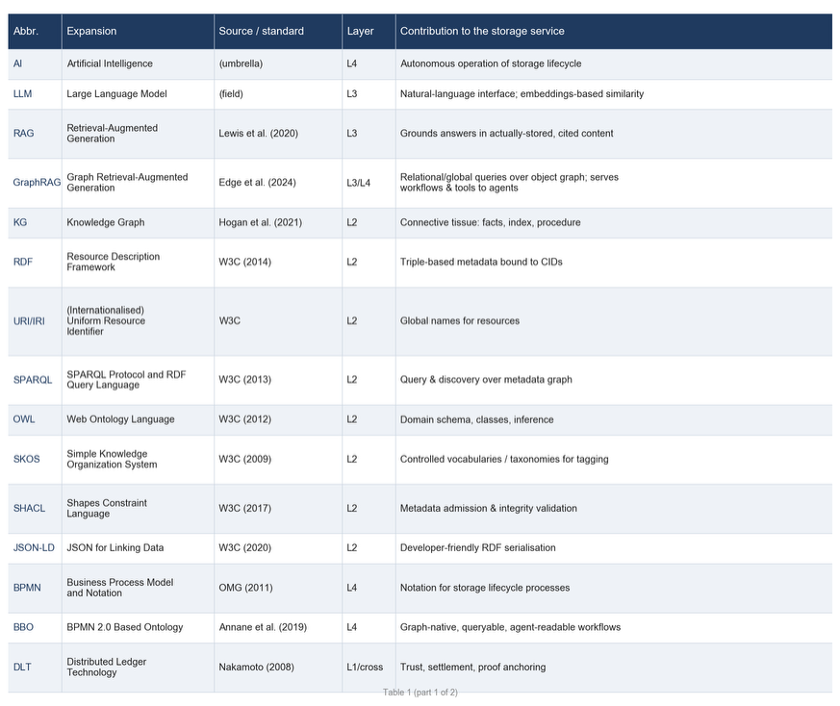 Abbr. Expansion Source / standard Layer Contribution to the storage service
AI Artificial Intelligence (umbrella) L4 Autonomous operation of storage lifecycle
LLM Large Language Model (field) L3 Natural-language interface; embeddings-based similarity
RAG Retrieval-Augmented
Generation Lewis et al. (2020) L3 Grounds answers in actually-stored, cited content
GraphRAG Graph Retrieval-Augmented
Generation Edge et al. (2024) L3/L4 Relational/global queries over object graph; serves
workflows & tools to agents
KG Knowledge Graph Hogan et al. (2021) L2 Connective tissue: facts, index, procedure
RDF Resource Description
Framework W3C (2014) L2 Triple-based metadata bound to CIDs
URI/IRI (Internationalised)
Uniform Resource
Identifier W3C L2 Global names for resources
SPARQL SPARQL Protocol and RDF
Query Language W3C (2013) L2 Query & discovery over metadata graph
OWL Web Ontology Language W3C (2012) L2 Domain schema, classes, inference
SKOS Simple Knowledge
Organization System W3C (2009) L2 Controlled vocabularies / taxonomies for tagging
SHACL Shapes Constraint
Language W3C (2017) L2 Metadata admission & integrity validation
JSON-LD JSON for Linking Data W3C (2020) L2 Developer-friendly RDF serialisation
BPMN Business Process Model
and Notation OMG (2011) L4 Notation for storage lifecycle processes
BBO BPMN 2.0 Based Ontology Annane et al. (2019) L4 Graph-native, queryable, agent-readable workflows
DLT Distributed Ledger
Technology Nakamoto (2008) L1/cross Trust, settlement, proof anchoring
Table 1 (part 1 of 2)